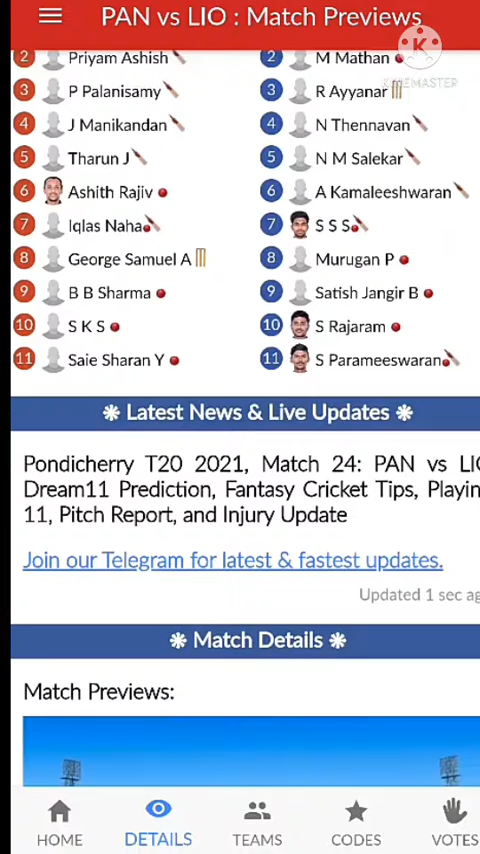 PAN vs LIO : Match Previews
K
KINEMASTER
2 Priyam Ashish
2 M Mathan
3 P Palanisamy
3 R Ayyanar
4 J Manikandan
4 N Thennavan
5 Tharun J
5 N M Salekar
6 Ashith Rajiv
6 A Kamaleeshwaran
7 Iqlas Naha
7 S S S
8 George Samuel A
8 Murugan P
9 B B Sharma
9 Satish Jangir B
10 S K S
10 S Rajaram
11 Saie Sharan Y
11 S Parameeswaran
Latest News & Live Updates
Pondicherry T20 2021, Match 24: PAN vs LIO
Dream11 Prediction, Fantasy Cricket Tips, Playin
11, Pitch Report, and Injury Update
Join our Telegram for latest & fastest updates.
Updated 1 sec ag
Match Details
Match Previews:
HOME
DETAILS
TEAMS
CODES
VOTES